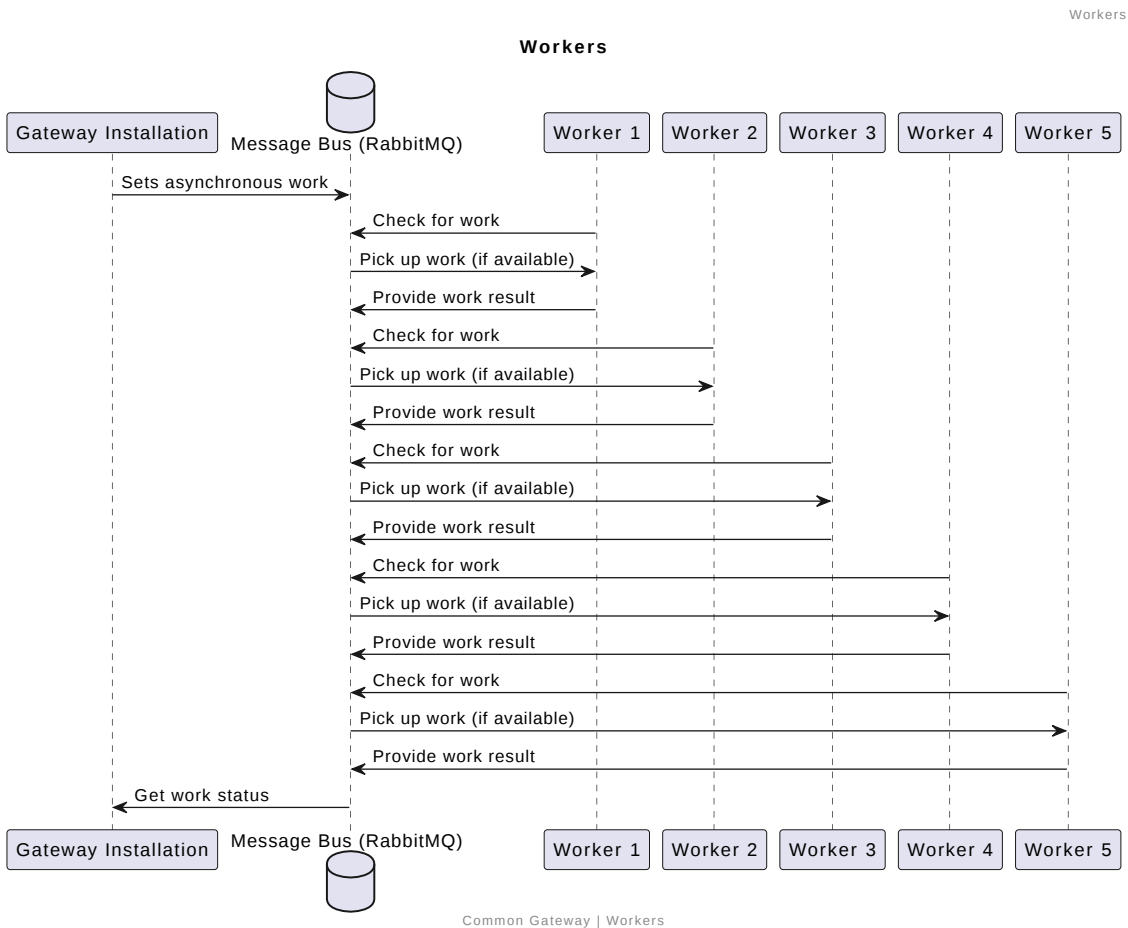 Workers
Workers
Gateway Installation
Message Bus (RabbitMQ)
Worker 1
Worker 2
Worker 3
Worker 4
Worker 5
Sets asynchronous work
Check for work
Pick up work (if available)
Provide work result
Check for work
Pick up work (if available)
Provide work result
Check for work
Pick up work (if available)
Provide work result
Check for work
Pick up work (if available)
Provide work result
Check for work
Pick up work (if available)
Provide work result
Get work status
Gateway Installation
Message Bus (RabbitMQ)
Worker 1
Worker 2
Worker 3
Worker 4
Worker 5
Common Gateway | Workers